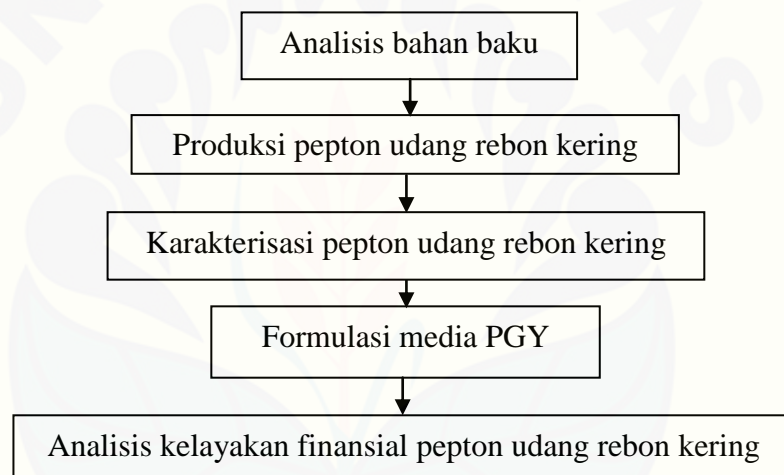 Analisis bahan baku
Produksi pepton udang rebon kering
Karakterisasi pepton udang rebon kering
Formulasi media PGY
Analisis kelayakan finansial pepton udang rebon kering